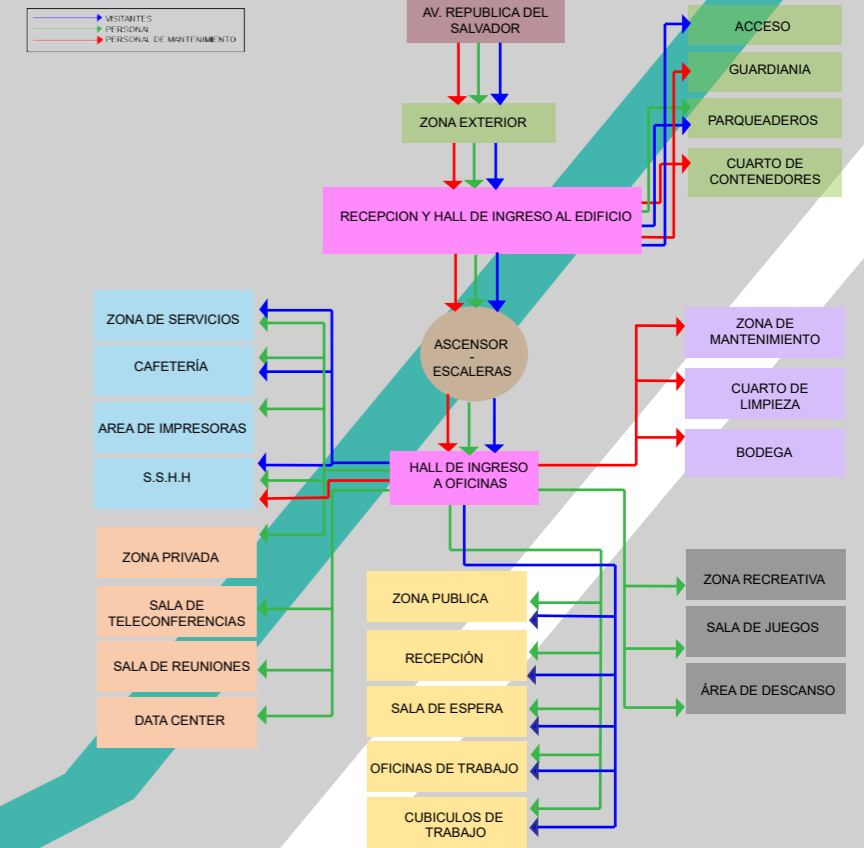 VISITANTES
PERSONAL
PERSONAL DE MANTENIMIENTO
AV. REPUBLICA DEL
SALVADOR
ACCESO
GUARDIANIA
PARQUEADEROS
CUARTO DE
CONTENEDORES
ZONA EXTERIOR
RECEPCION Y HALL DE INGRESO AL EDIFICIO
ASCENSOR
-
ESCALERAS
ZONA DE SERVICIOS
CAFETERÍA
AREA DE IMPRESORAS
S.S.H.H
ZONA DE
MANTENIMIENTO
CUARTO DE
LIMPIEZA
BODEGA
HALL DE INGRESO
A OFICINAS
ZONA PRIVADA
SALA DE
TELECONFERENCIAS
SALA DE REUNIONES
DATA CENTER
ZONA PUBLICA
RECEPCIÓN
SALA DE ESPERA
OFICINAS DE TRABAJO
CUBICULOS DE
TRABAJO
ZONA RECREATIVA
SALA DE JUEGOS
ÁREA DE DESCANSO